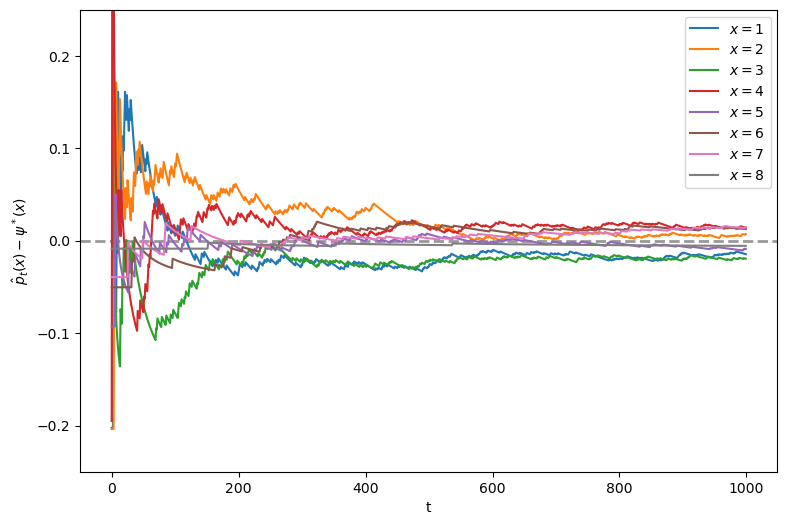 0.2
0.1
0.0
−0.1
−0.2
p̂ₜ(x) − ψ*(x)
0 200 400 600 800 1000
t
x = 1
x = 2
x = 3
x = 4
x = 5
x = 6
x = 7
x = 8